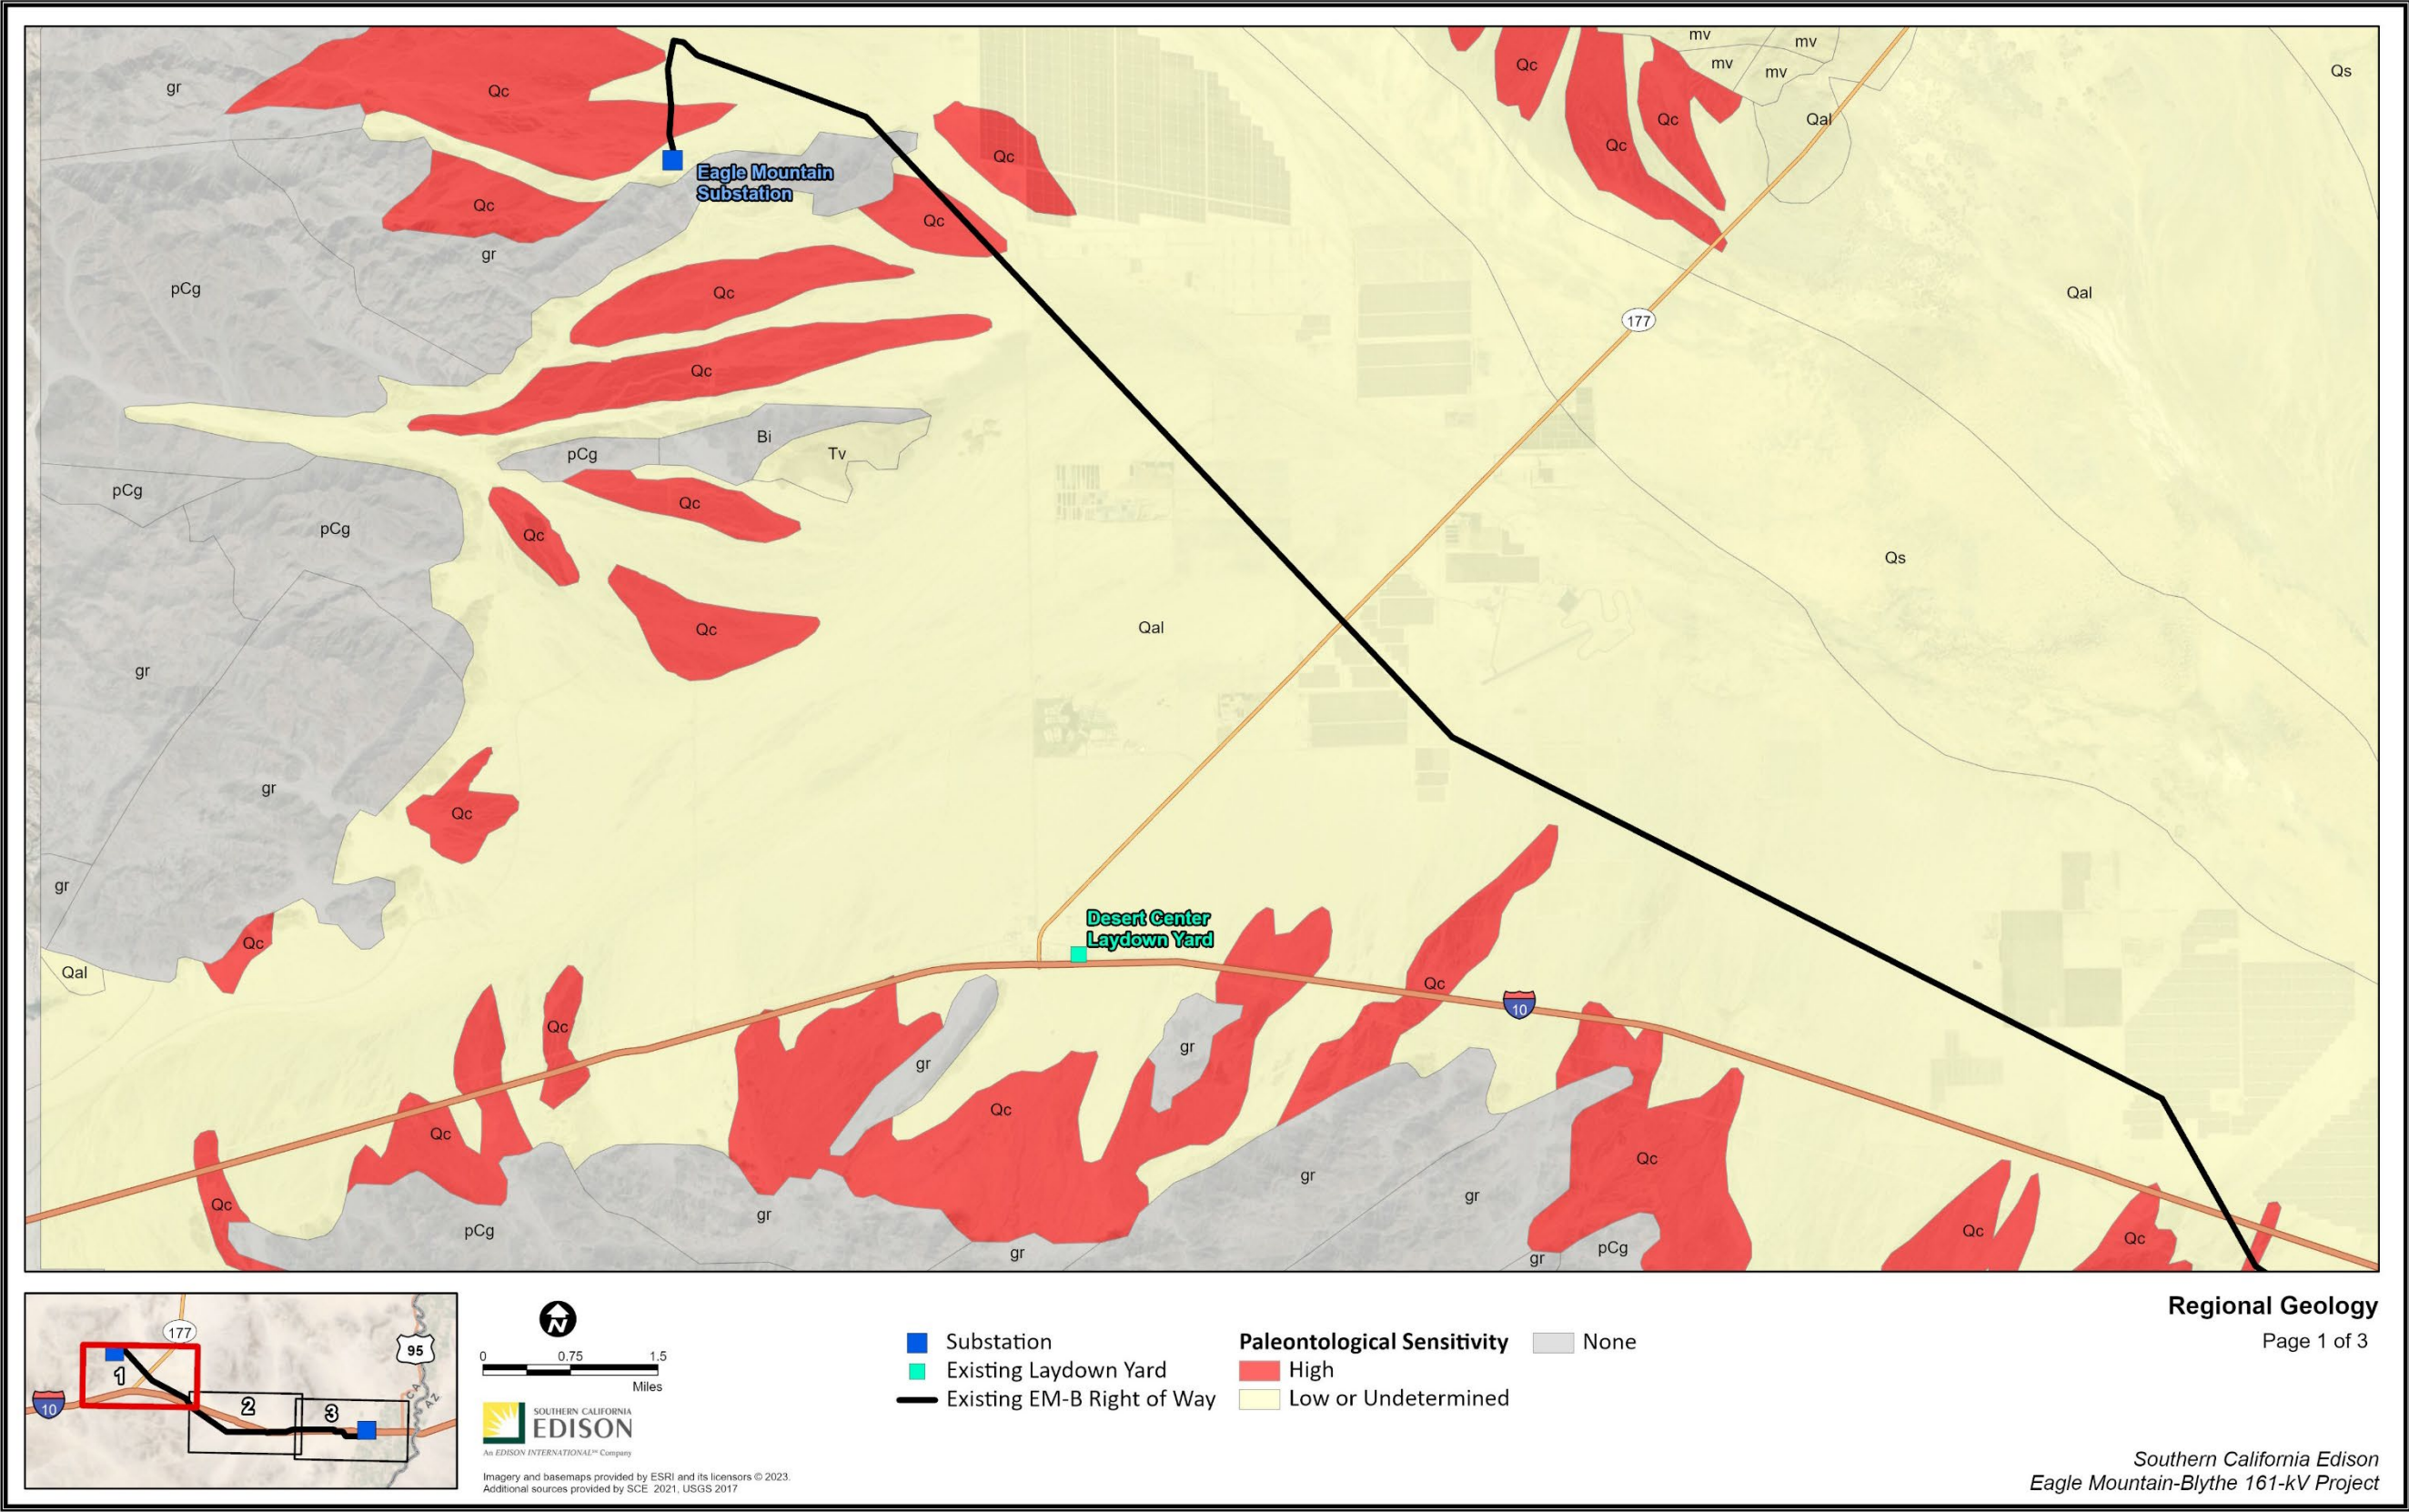 mv
mv
Qc
mv
mv
Qs
gr
Qc
Qc
Qal
Qc
Qc
Eagle Mountain
Substation
Qc
Qc
gr
pCg
Qc
Qal
177
Qc
Bi
pCg
Tv
pCg
Qc
pCg
Qc
Qs
Qal
Qc
gr
gr
Qc
gr
Desert Center
Laydown Yard
Qc
Qal
Qc
10
Qc
gr
gr
Qc
Qc
Qc
gr
gr
Qc
gr
pCg
Qc
Qc
pCg
gr
gr
177
95
1
2
3
10
CA
AZ
N
0 0.75 1.5
Miles
SOUTHERN CALIFORNIA
EDISON
An EDISON INTERNATIONAL℠ Company
Imagery and basemaps provided by ESRI and its licensors © 2023.
Additional sources provided by SCE 2021, USGS 2017
Substation
Existing Laydown Yard
Existing EM-B Right of Way
Paleontological Sensitivity
High
Low or Undetermined
None
Regional Geology
Page 1 of 3
Southern California Edison
Eagle Mountain-Blythe 161-kV Project